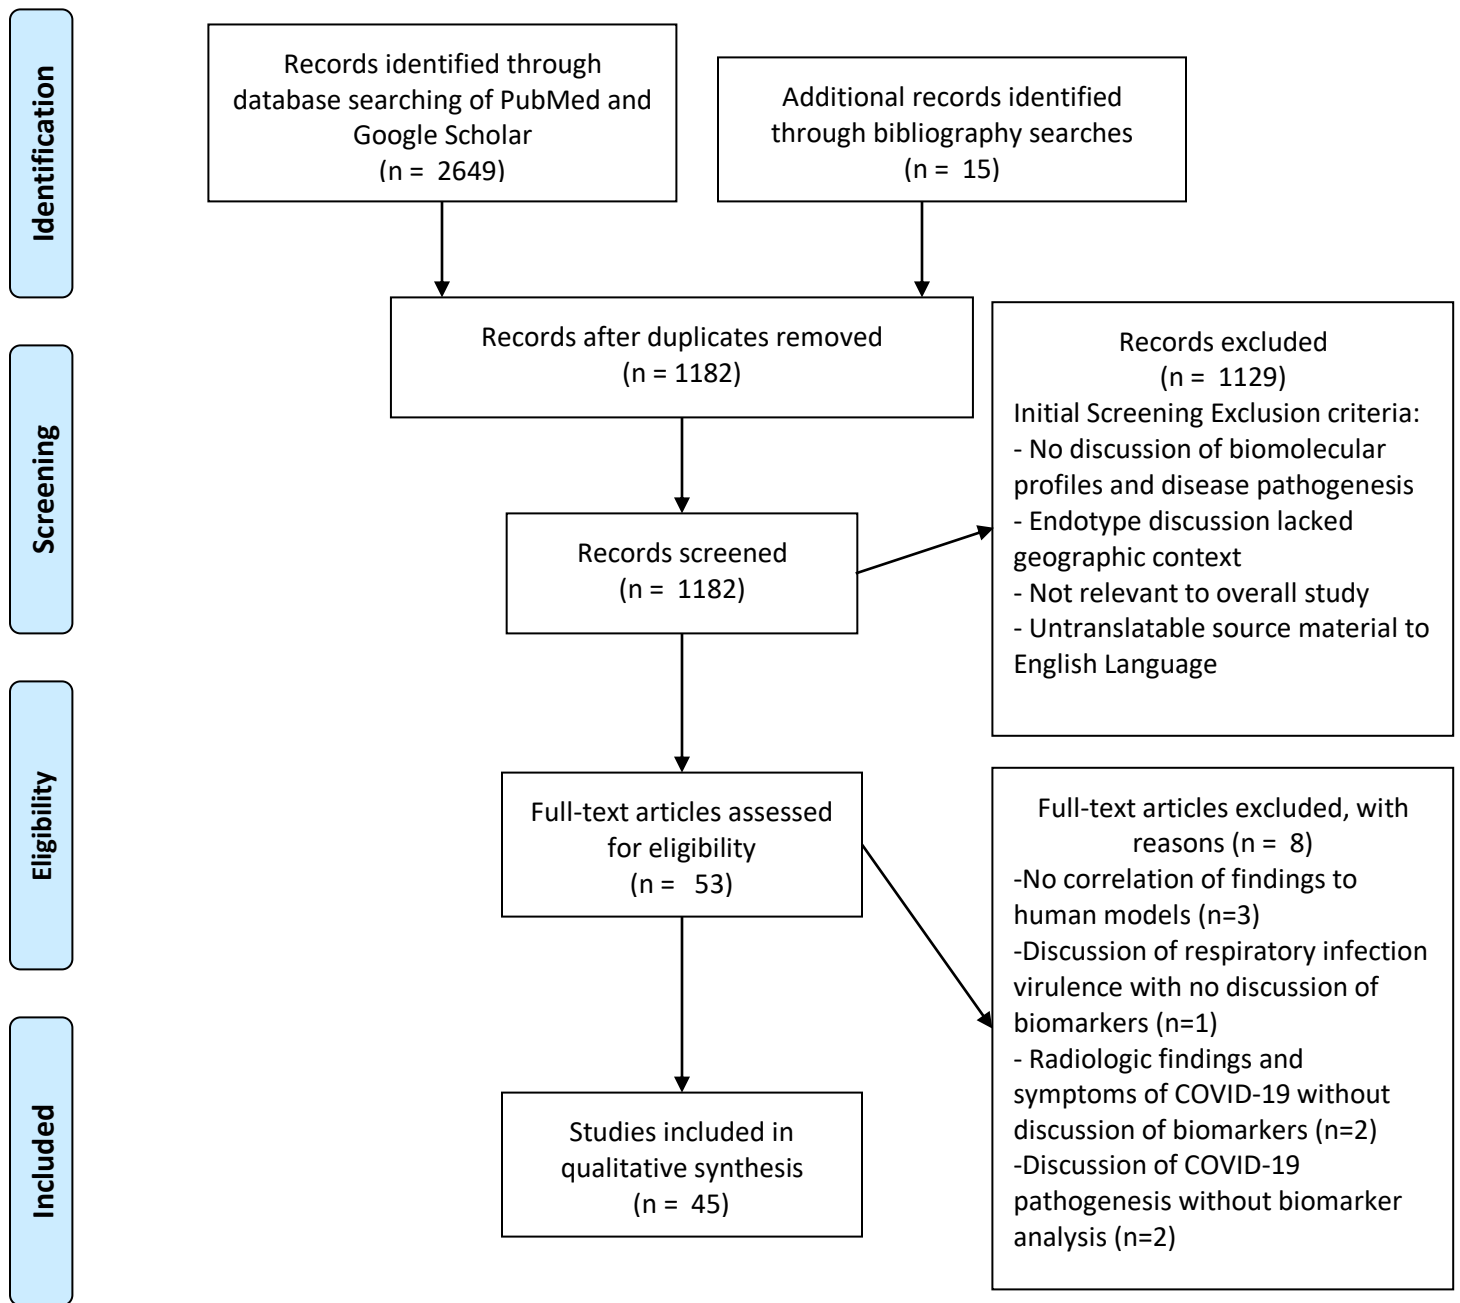 Identification
Records identified through
database searching of PubMed and
Google Scholar
(n = 2649)
Additional records identified
through bibliography searches
(n = 15)
Screening
Records after duplicates removed
(n = 1182)
Records screened
(n = 1182)
Records excluded
(n = 1129)
Initial Screening Exclusion criteria:
- No discussion of biomolecular
profiles and disease pathogenesis
- Endotype discussion lacked
geographic context
- Not relevant to overall study
- Untranslatable source material to
English Language
Eligibility
Full-text articles assessed
for eligibility
(n = 53)
Full-text articles excluded, with
reasons (n = 8)
-No correlation of findings to
human models (n=3)
-Discussion of respiratory infection
virulence with no discussion of
biomarkers (n=1)
- Radiologic findings and
symptoms of COVID-19 without
discussion of biomarkers (n=2)
-Discussion of COVID-19
pathogenesis without biomarker
analysis (n=2)
Included
Studies included in
qualitative synthesis
(n = 45)